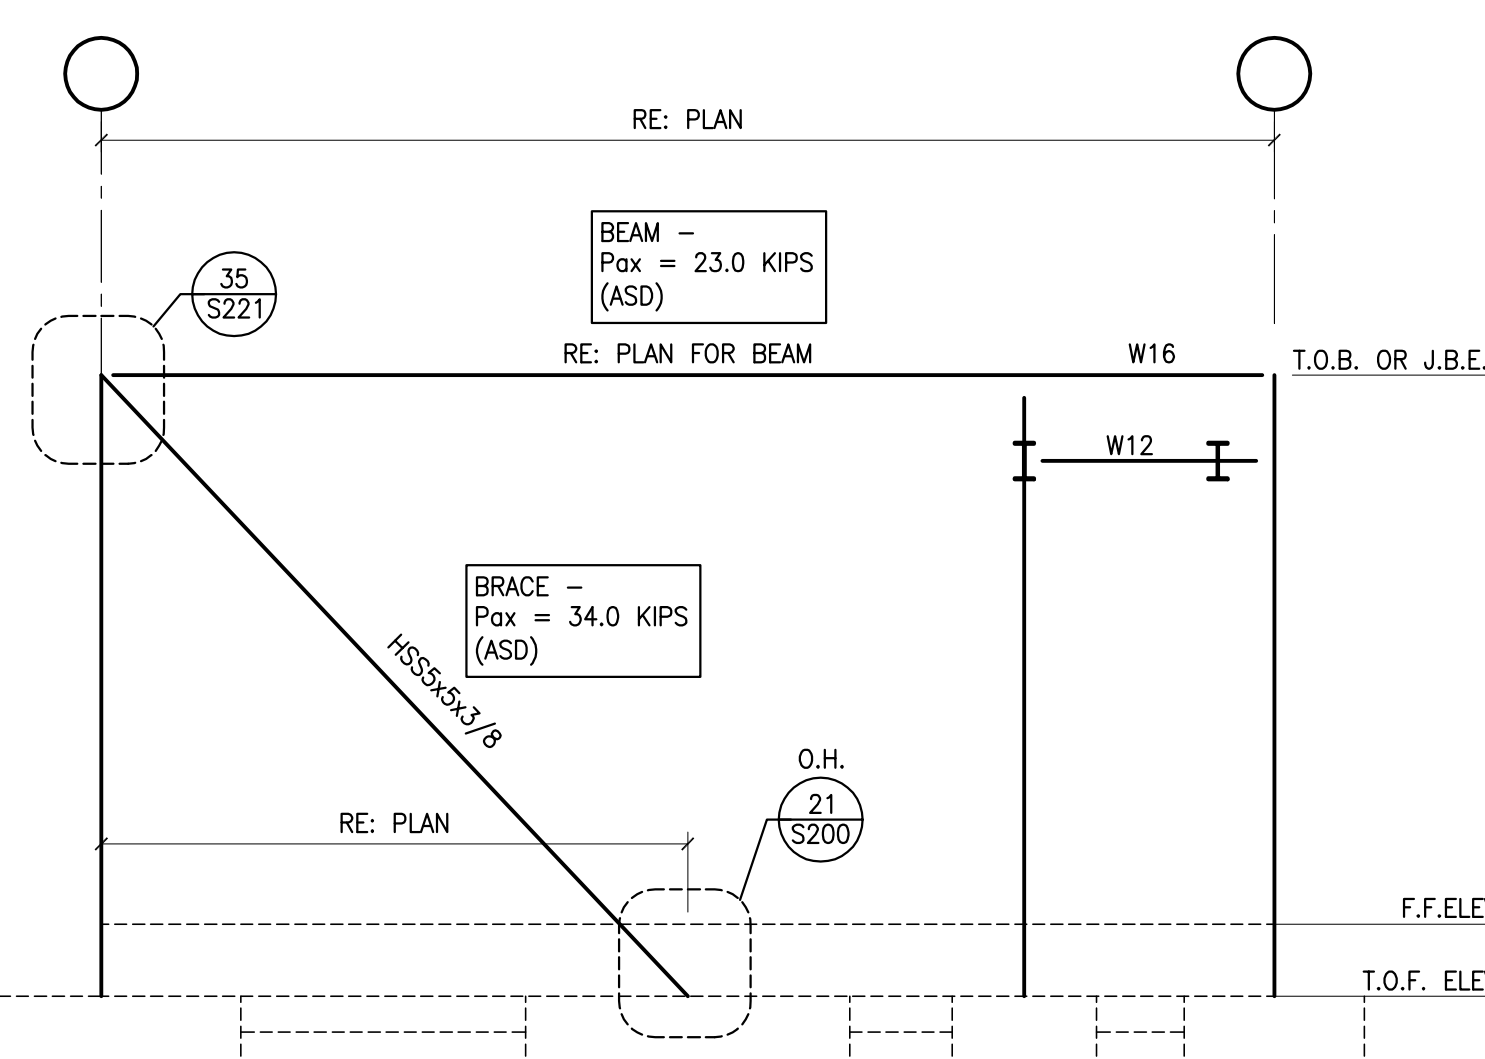 RE: PLAN
BEAM –
Pax = 23.0 KIPS
(ASD)
35
S221
RE: PLAN FOR BEAM
W16
T.O.B. OR J.B.E.
W12
BRACE –
Pax = 34.0 KIPS
(ASD)
HSS5x5x3/8
O.H.
21
S200
RE: PLAN
F.F.ELE
T.O.F. ELE